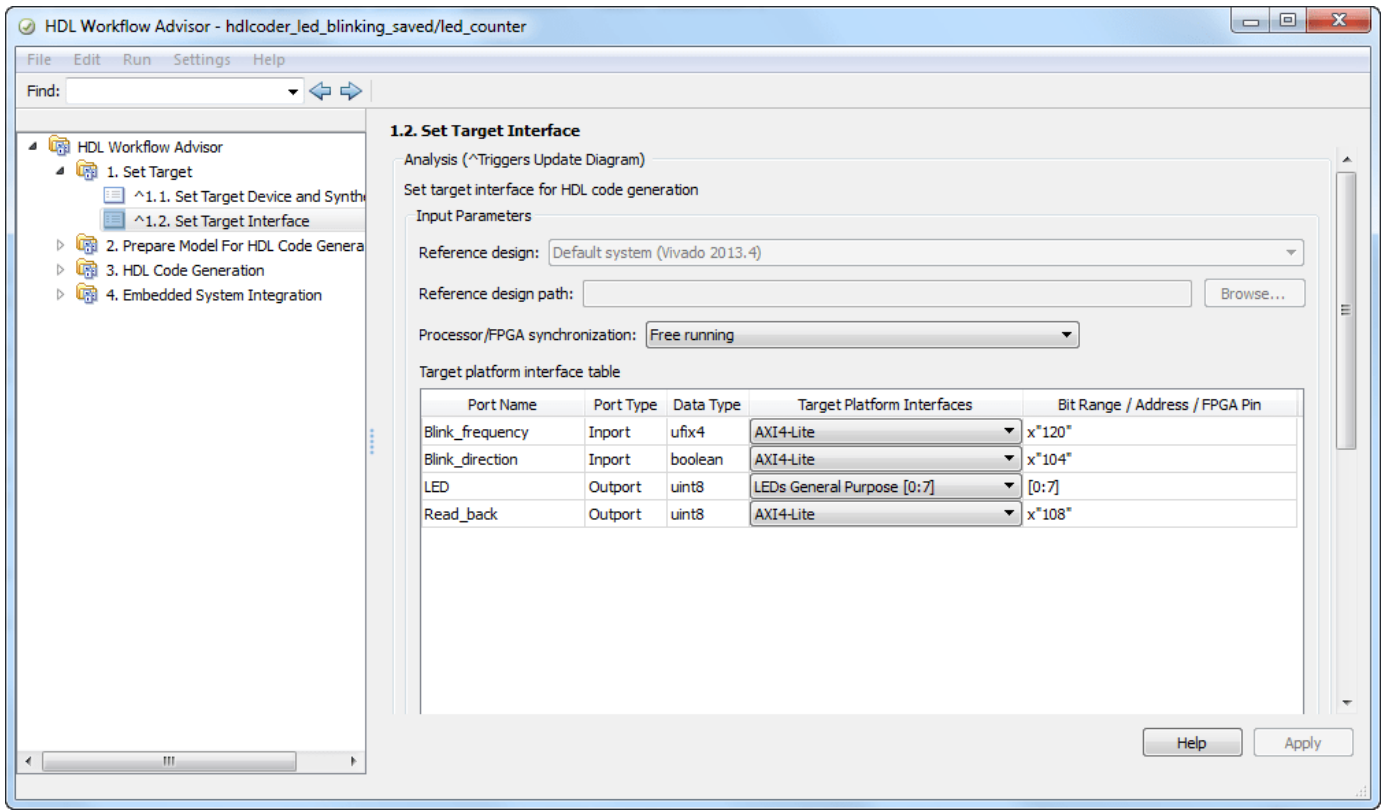 HDL Workflow Advisor - hdlcoder_led_blinking_saved/led_counter
File Edit Run Settings Help
Find:
HDL Workflow Advisor
1. Set Target
^1.1. Set Target Device and Synthe
^1.2. Set Target Interface
2. Prepare Model For HDL Code Genera
3. HDL Code Generation
4. Embedded System Integration
1.2. Set Target Interface
Analysis (^Triggers Update Diagram)
Set target interface for HDL code generation
Input Parameters
Reference design: Default system (Vivado 2013.4)
Reference design path: Browse...
Processor/FPGA synchronization: Free running
Target platform interface table
Port Name Port Type Data Type Target Platform Interfaces Bit Range / Address / FPGA Pin
Blink_frequency Inport ufix4 AXI4-Lite x"120"
Blink_direction Inport boolean AXI4-Lite x"104"
LED Outport uint8 LEDs General Purpose [0:7] [0:7]
Read_back Outport uint8 AXI4-Lite x"108"
Help Apply